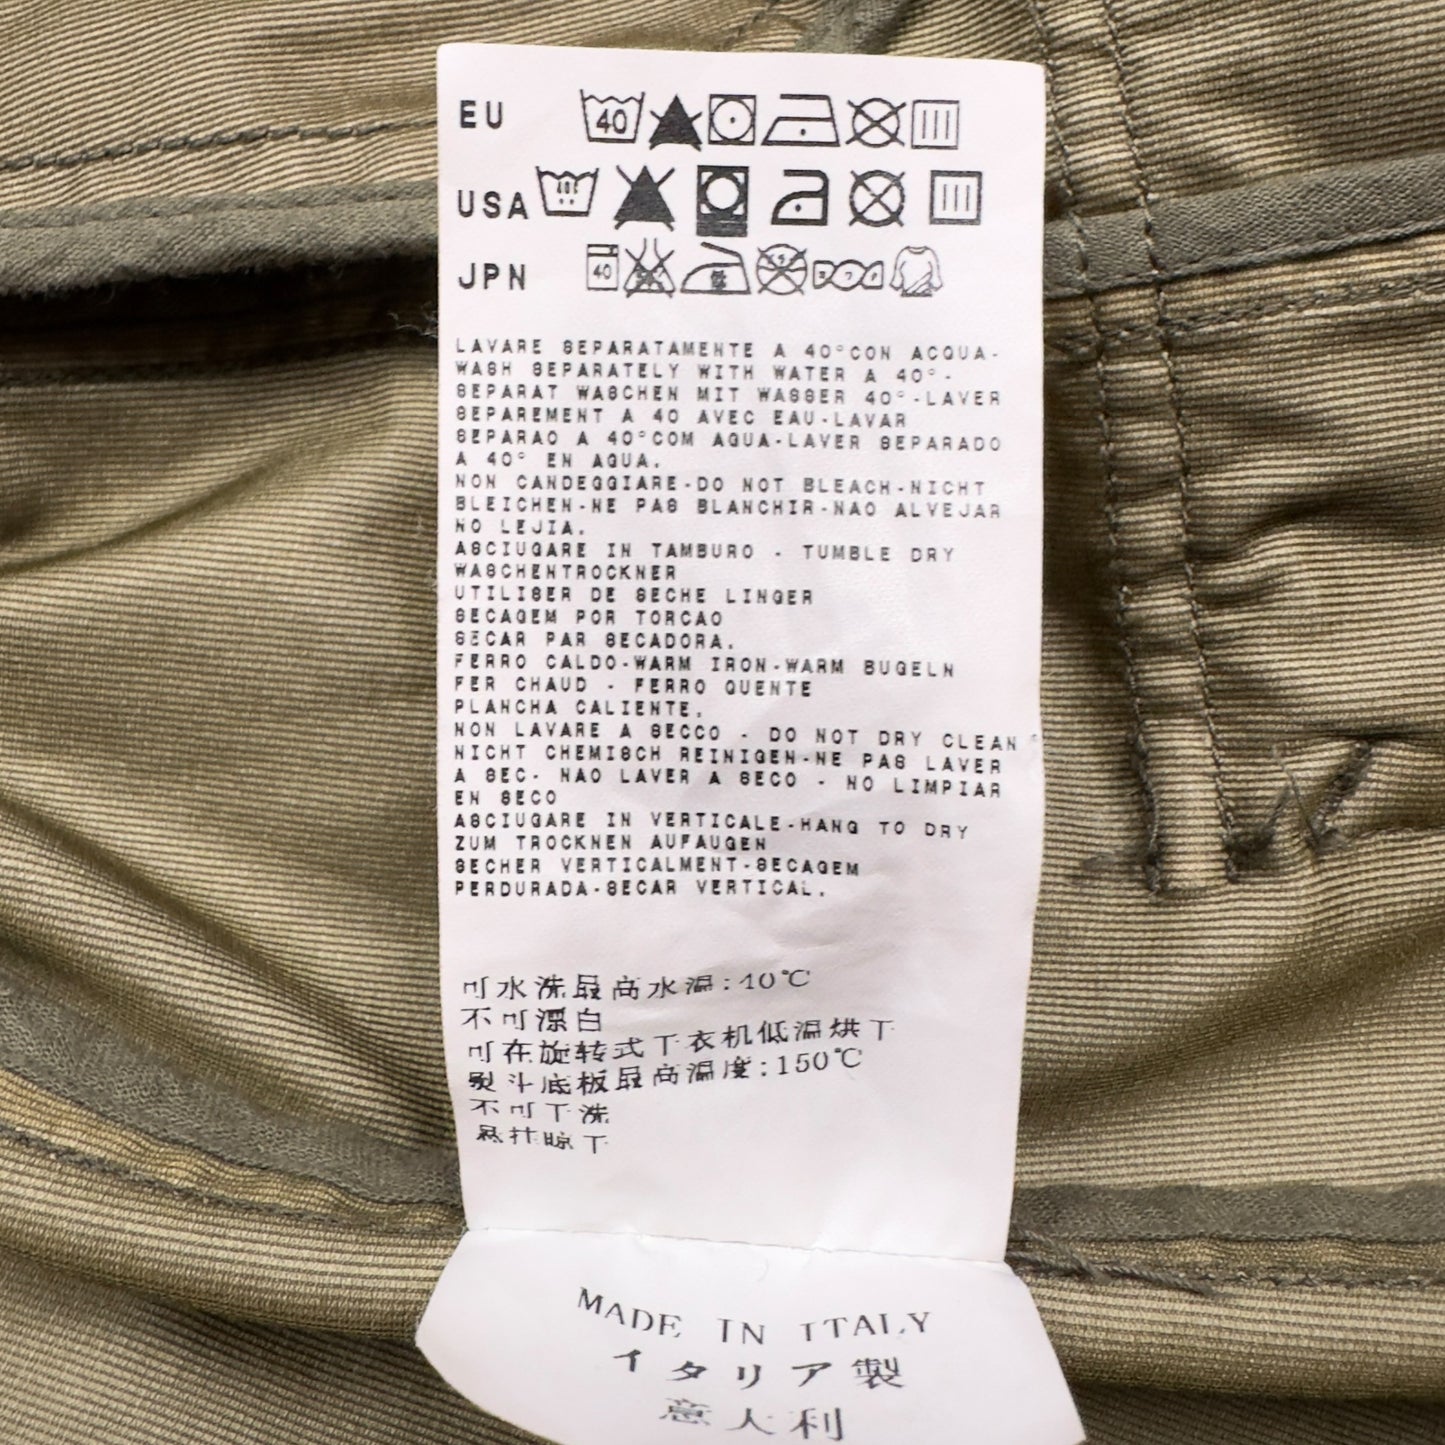 EU 40
USA 40°
JPN 40
LAVARE SEPARATAMENTE A 40°CON ACQUA-
WASH SEPARATELY WITH WATER A 40°-
SEPARAT WASCHEN MIT WASSER 40°-LAVER
SEPAREMENT A 40 AVEC EAU-LAVAR
SEPARAO A 40°COM AQUA-LAVER SEPARADO
A 40° EN AGUA.
NON CANDEGGIARE-DO NOT BLEACH-NICHT
BLEICHEN-NE PAS BLANCHIR-NAO ALVEJAR
NO LEJIA.
ASCIUGARE IN TAMBURO - TUMBLE DRY
WASCHENTROCKNER
UTILISER DE SECHE LINGER
SECAGEM POR TORCAO
SECAR PAR SECADORA.
FERRO CALDO-WARM IRON-WARM BUGELN
FER CHAUD - FERRO QUENTE
PLANCHA CALIENTE.
NON LAVARE A SECCO - DO NOT DRY CLEAN
NICHT CHEMISCH REINIGEN-NE PAS LAVER
A SEC- NAO LAVER A SECO - NO LIMPIAR
EN SECO
ASCIUGARE IN VERTICALE-HANG TO DRY
ZUM TROCKNEN AUFAUGEN
SECHER VERTICALMENT-SECAGEM
PERDURADA-SECAR VERTICAL.
可水洗最高水温:40℃
不可漂白
可在旋转式干衣机低温烘干
熨斗底板最高温度:150℃
不可干洗
悬挂晾干
MADE IN ITALY
イタリア製
意大利